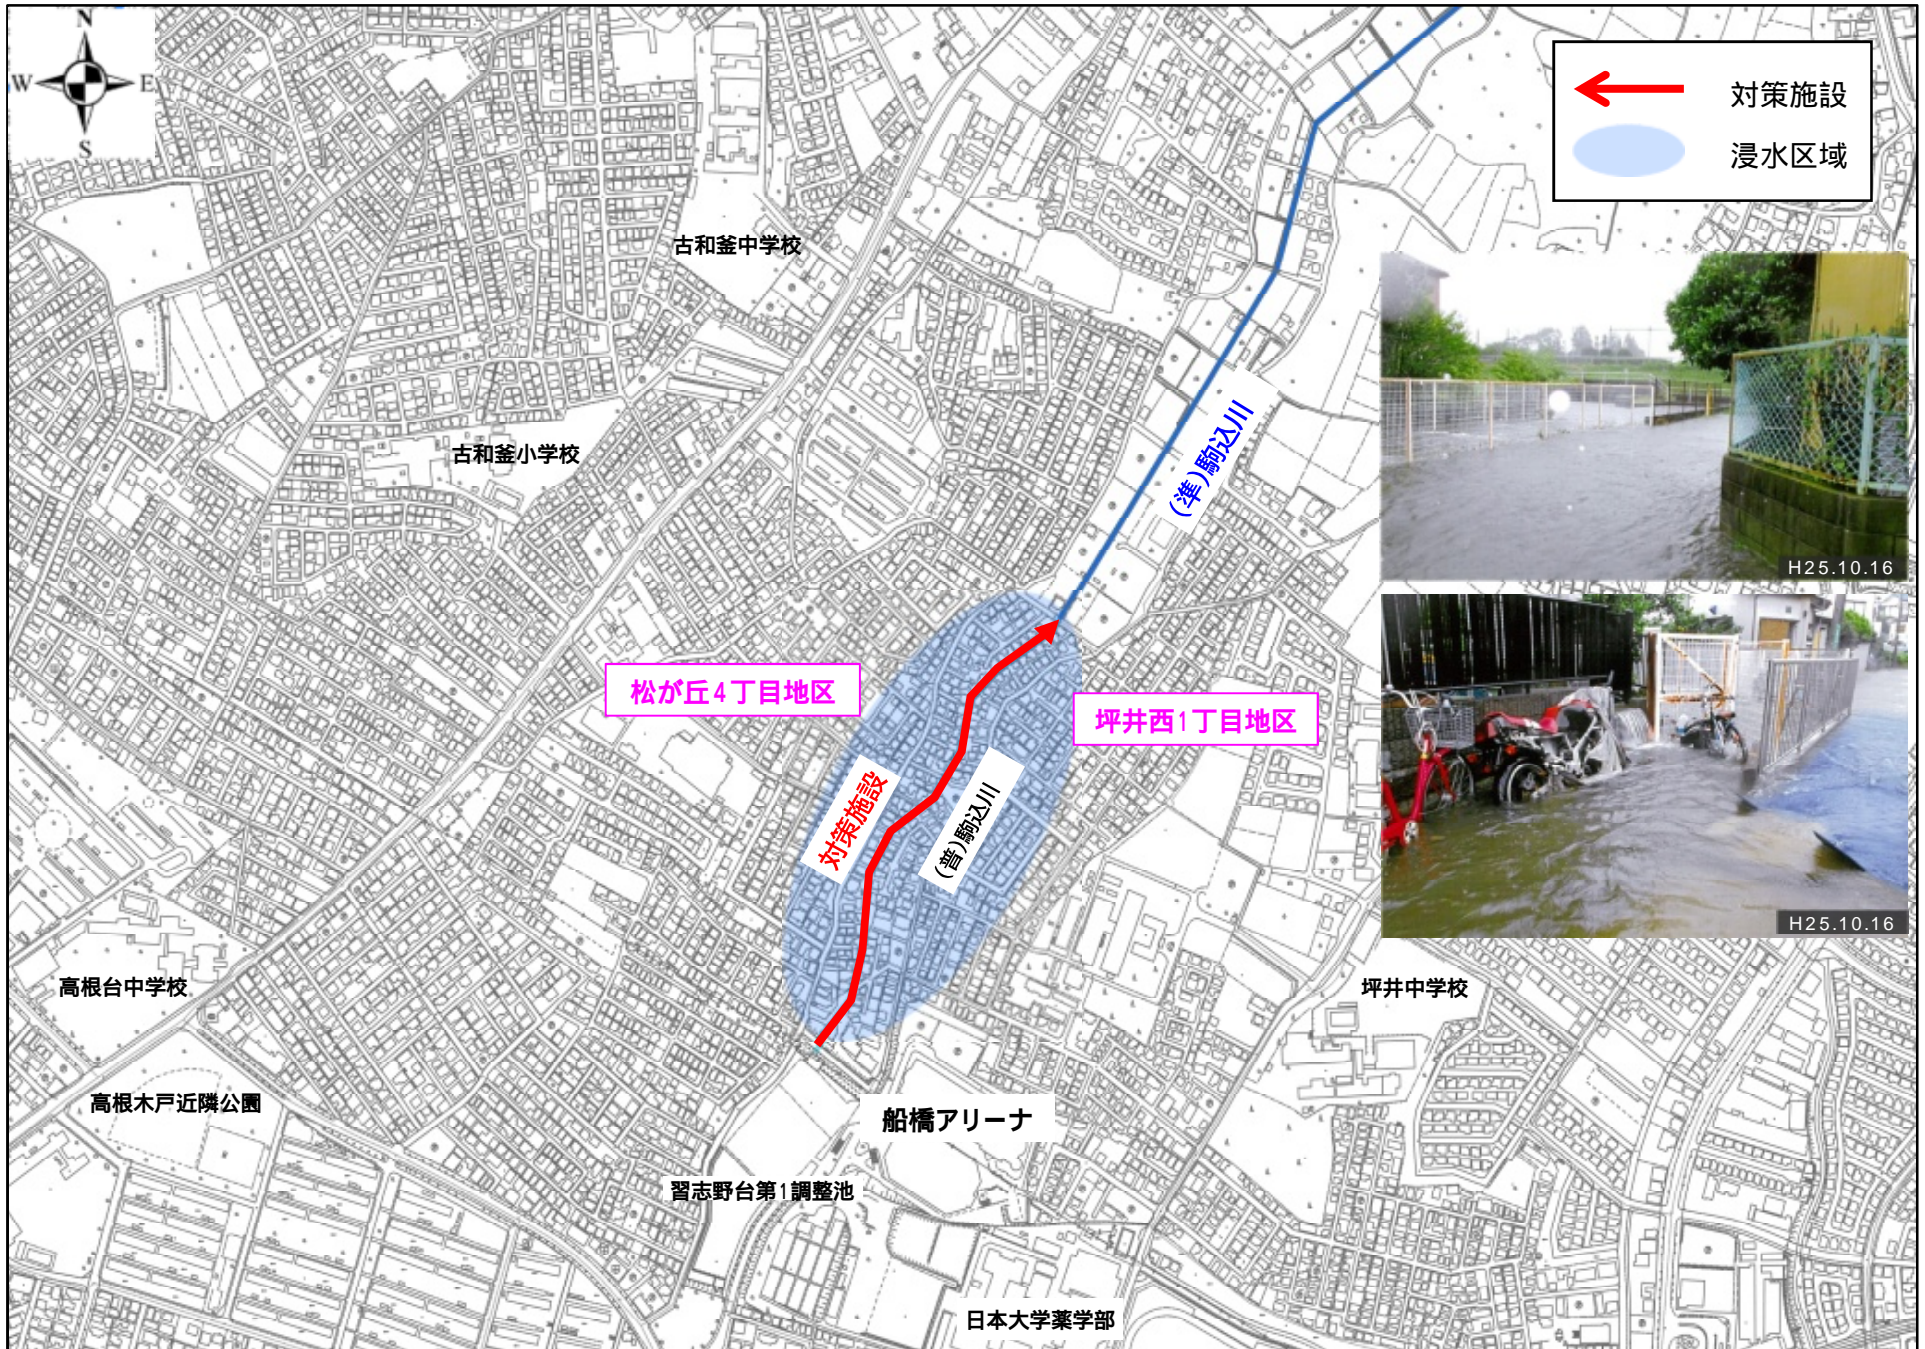 N
W
E
S
対策施設
浸水区域
古和釜中学校
古和釜小学校
(準)駒込川
H25.10.16
松が丘4丁目地区
坪井西1丁目地区
対策施設
(普)駒込川
H25.10.16
高根台中学校
坪井中学校
高根木戸近隣公園
船橋アリーナ
習志野台第1調整池
日本大学薬学部